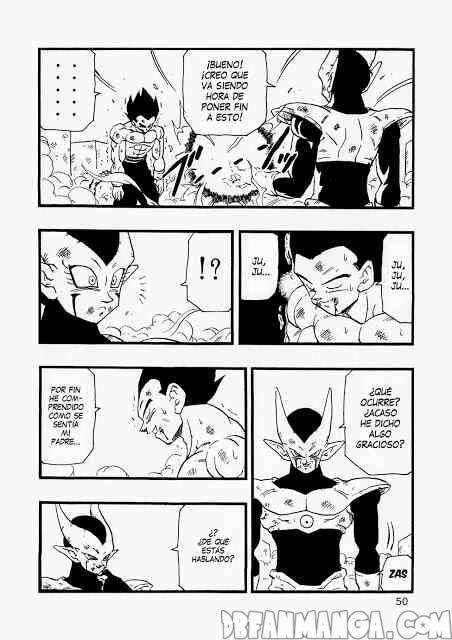 ¡BUENO!
¡CREO QUE
VA SIENDO
HORA DE
PONER FIN
A ESTO!
JU,
JU...
JU,
JU,
JU...
!?
POR FIN
HE COM-
PRENDIDO
CÓMO SE
SENTÍA
MI
PADRE...
¿QUÉ
OCURRE?
¿ACASO
HE DICHO
ALGO
GRACIOSO?
ZAS
¿?
¿DE QUÉ
ESTÁS
HABLANDO?
50
DBFANMANGA.COM